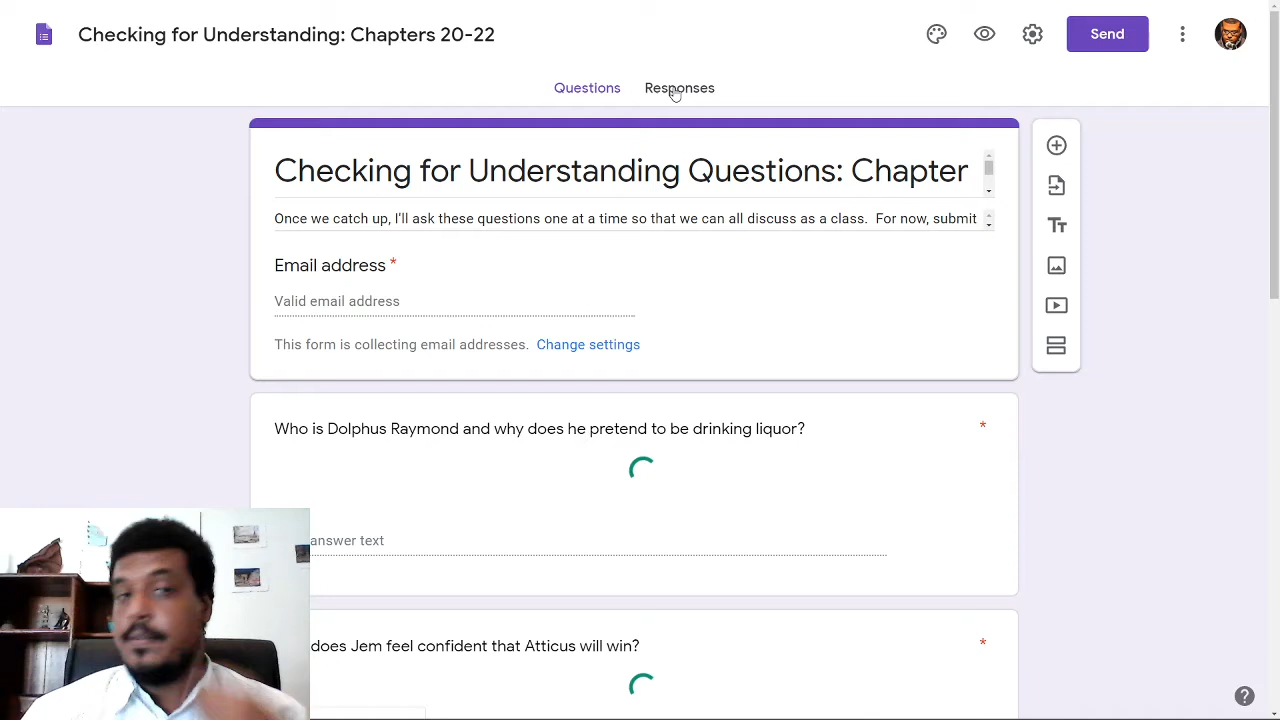 Checking for Understanding: Chapters 20-22
Send
Questions
Responses
Checking for Understanding Questions: Chapter
Once we catch up, I'll ask these questions one at a time so that we can all discuss as a class. For now, submit
Email address *
Valid email address
This form is collecting email addresses. Change settings
Who is Dolphus Raymond and why does he pretend to be drinking liquor? *
answer text
does Jem feel confident that Atticus will win? *